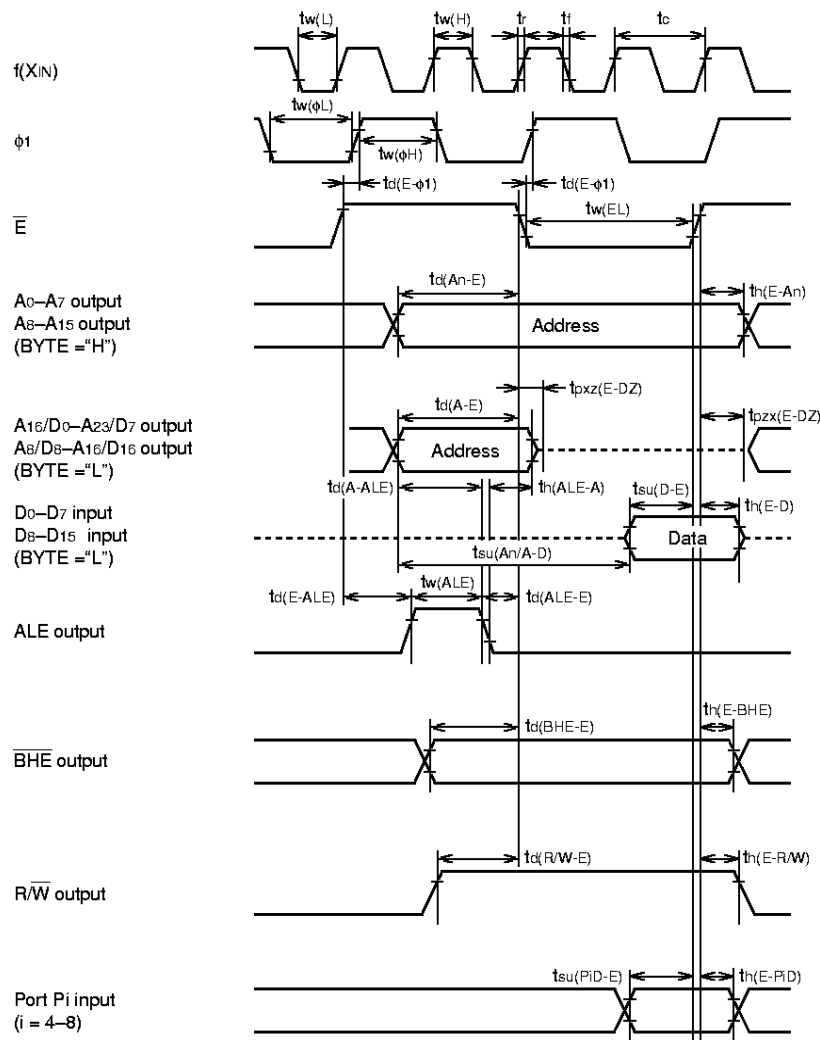 tw(L)
tw(H)
tr
tf
tc
f(XIN)
tw(ϕL)
ϕ1
tw(ϕH)
td(E-ϕ1)
td(E-ϕ1)
E
tw(EL)
td(An-E)
th(E-An)
A0–A7 output
A8–A15 output
(BYTE ="H")
Address
tpxz(E-DZ)
td(A-E)
tpzx(E-DZ)
A16/D0–A23/D7 output
A8/D8–A16/D16 output
(BYTE ="L")
Address
td(A-ALE)
th(ALE-A)
tsu(D-E)
th(E-D)
D0–D7 input
D8–D15 input
(BYTE ="L")
Data
tsu(An/A-D)
td(E-ALE)
tw(ALE)
td(ALE-E)
ALE output
th(E-BHE)
td(BHE-E)
BHE output
td(R/W-E)
th(E-R/W)
R/W output
tsu(PiD-E)
th(E-PiD)
Port Pi input
(i = 4–8)